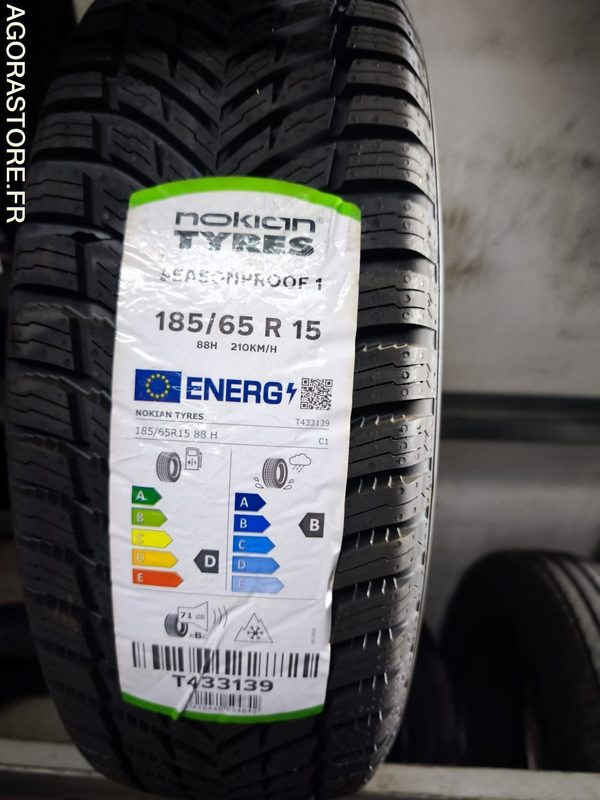 AGORASTORE.FR
nokian®
TYRES
SEASONPROOF 1
185/65 R 15
88H 210KM/H
ENERG
NOKIAN TYRES T433139
185/65R15 88 H C1
A A
B B B
C C
D D D
E E
71 dB
ABC
T433139